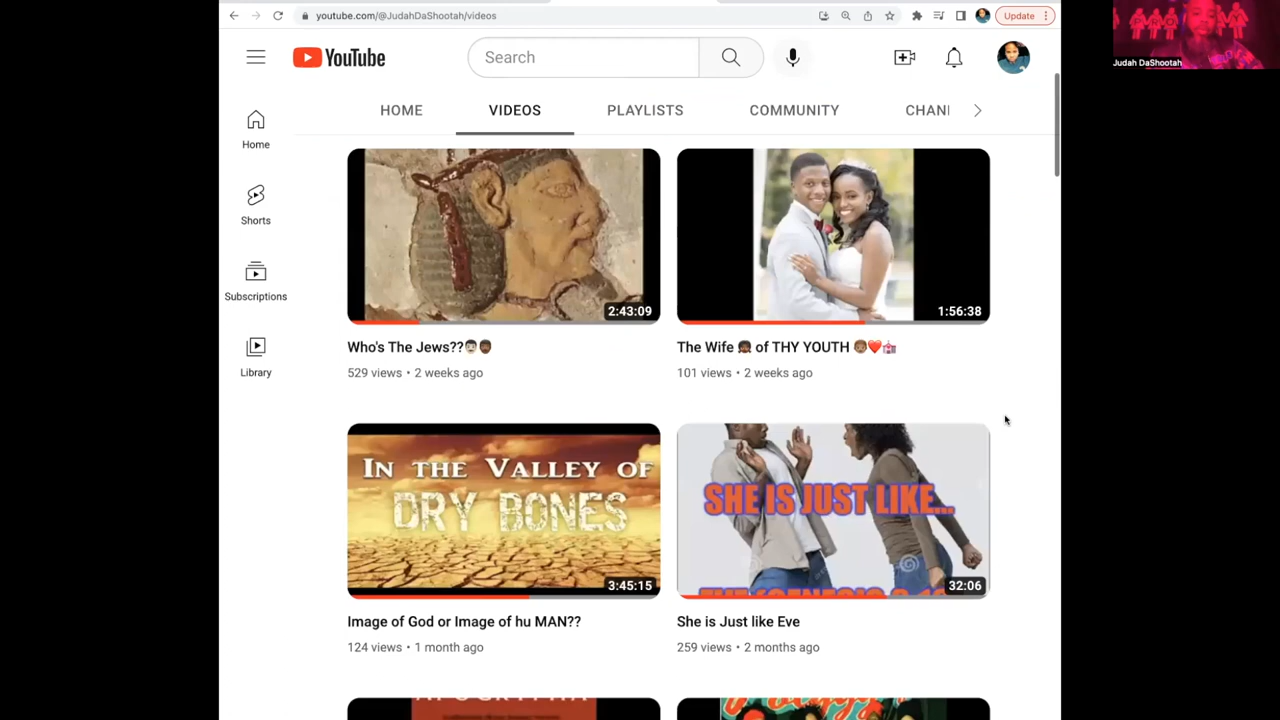 youtube.com/@JudahDaShootah/videos
Update
Judah DaShootah
YouTube
Search
HOME
VIDEOS
PLAYLISTS
COMMUNITY
CHAN
Home
Shorts
Subscriptions
Library
2:43:09
1:56:38
Who's The Jews??👨🏻👨🏾
The Wife 👩🏾 of THY YOUTH 👨🏽❤️💒
529 views • 2 weeks ago
101 views • 2 weeks ago
IN THE VALLEY OF
DRY BONES
3:45:15
SHE IS JUST LIKE...
32:06
Image of God or Image of hu MAN??
She is Just like Eve
124 views • 1 month ago
259 views • 2 months ago